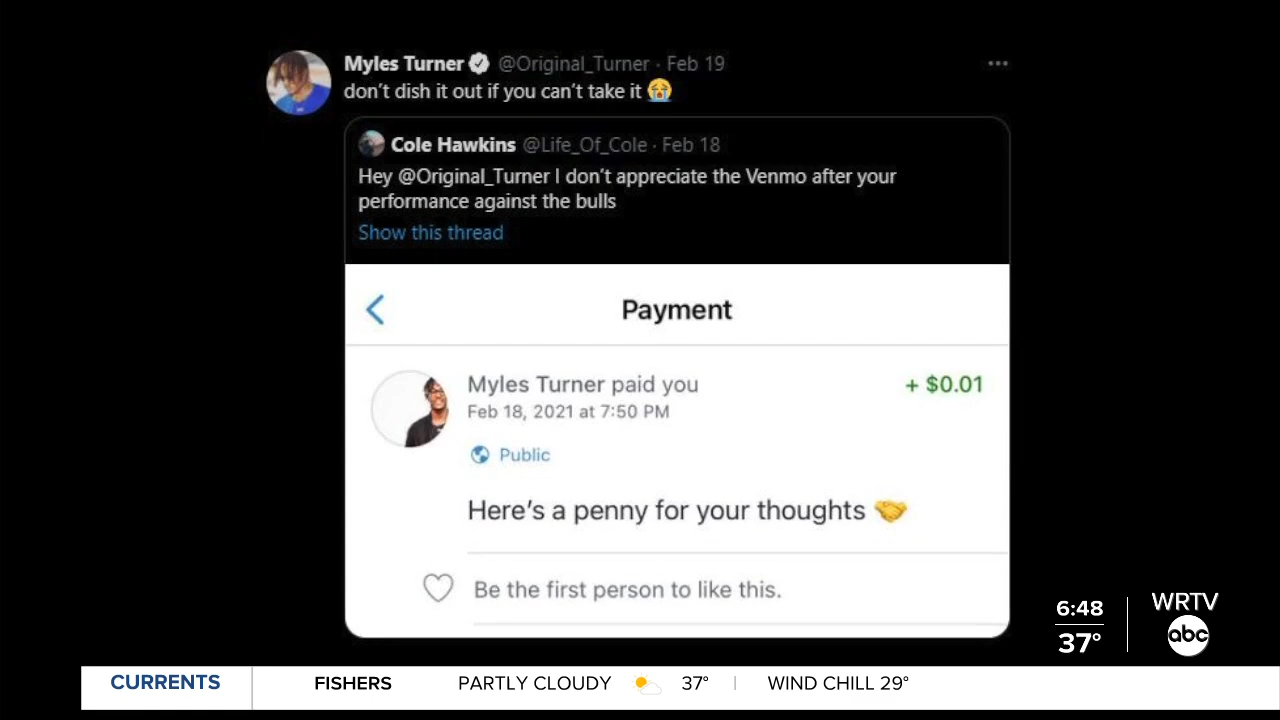 Myles Turner @Original_Turner · Feb 19
don't dish it out if you can't take it 😭
Cole Hawkins @Life_Of_Cole · Feb 18
Hey @Original_Turner I don't appreciate the Venmo after your
performance against the bulls
Show this thread
Payment
Myles Turner paid you + $0.01
Feb 18, 2021 at 7:50 PM
Public
Here's a penny for your thoughts 🤝
Be the first person to like this.
6:48
37°
WRTV
abc
CURRENTS FISHERS PARTLY CLOUDY 37° | WIND CHILL 29°